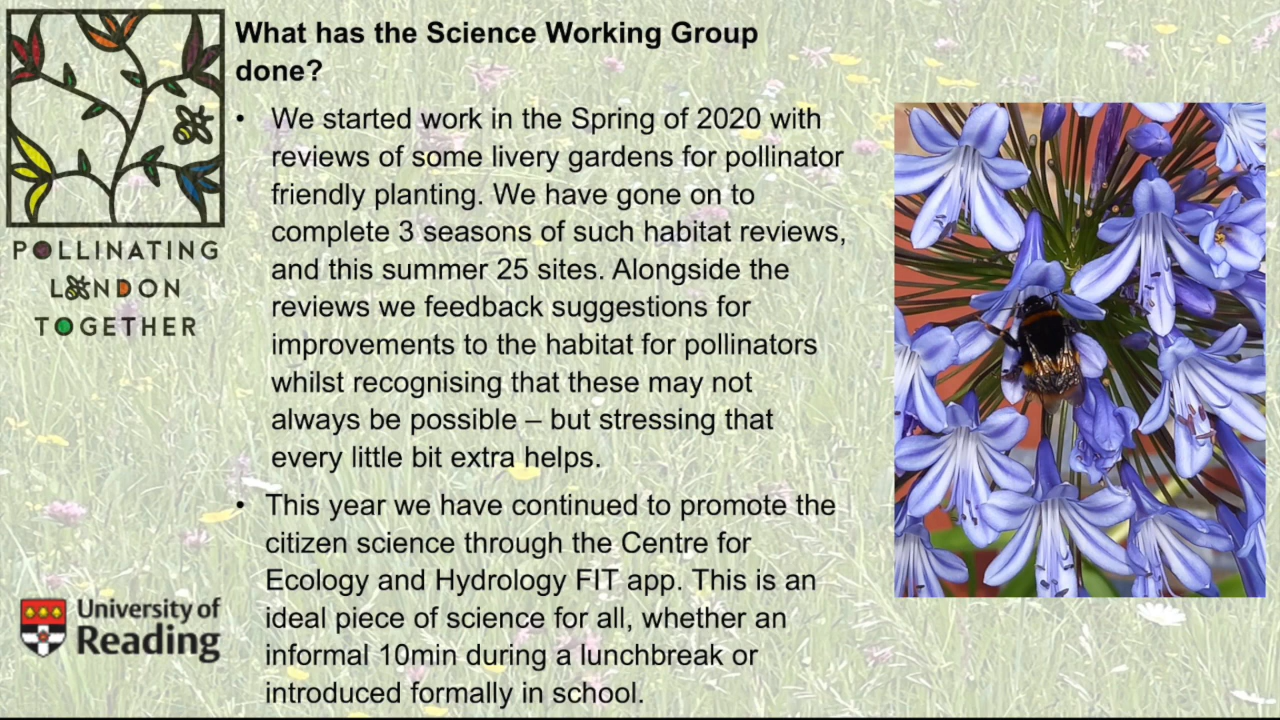 What has the Science Working Group
done?
• We started work in the Spring of 2020 with
reviews of some livery gardens for pollinator
friendly planting. We have gone on to
complete 3 seasons of such habitat reviews,
and this summer 25 sites. Alongside the
reviews we feedback suggestions for
improvements to the habitat for pollinators
whilst recognising that these may not
always be possible – but stressing that
every little bit extra helps.
• This year we have continued to promote the
citizen science through the Centre for
Ecology and Hydrology FIT app. This is an
ideal piece of science for all, whether an
informal 10min during a lunchbreak or
introduced formally in school.
POLLINATING
LONDON
TOGETHER
University of
Reading